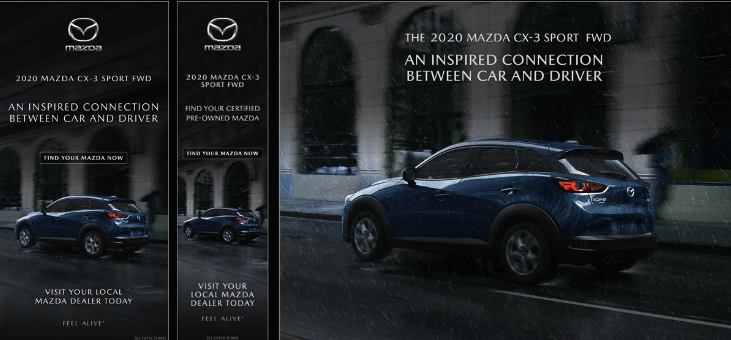 mazda
2020 MAZDA CX-3 SPORT FWD
AN INSPIRED CONNECTION
BETWEEN CAR AND DRIVER
FIND YOUR MAZDA NOW
VISIT YOUR LOCAL
MAZDA DEALER TODAY
FEEL ALIVE
mazda
2020 MAZDA CX-3
SPORT FWD
FIND YOUR CERTIFIED
PRE-OWNED MAZDA
FIND YOUR MAZDA NOW
VISIT YOUR
LOCAL MAZDA
DEALER TODAY
FEEL ALIVE
THE 2020 MAZDA CX-3 SPORT FWD
AN INSPIRED CONNECTION
BETWEEN CAR AND DRIVER